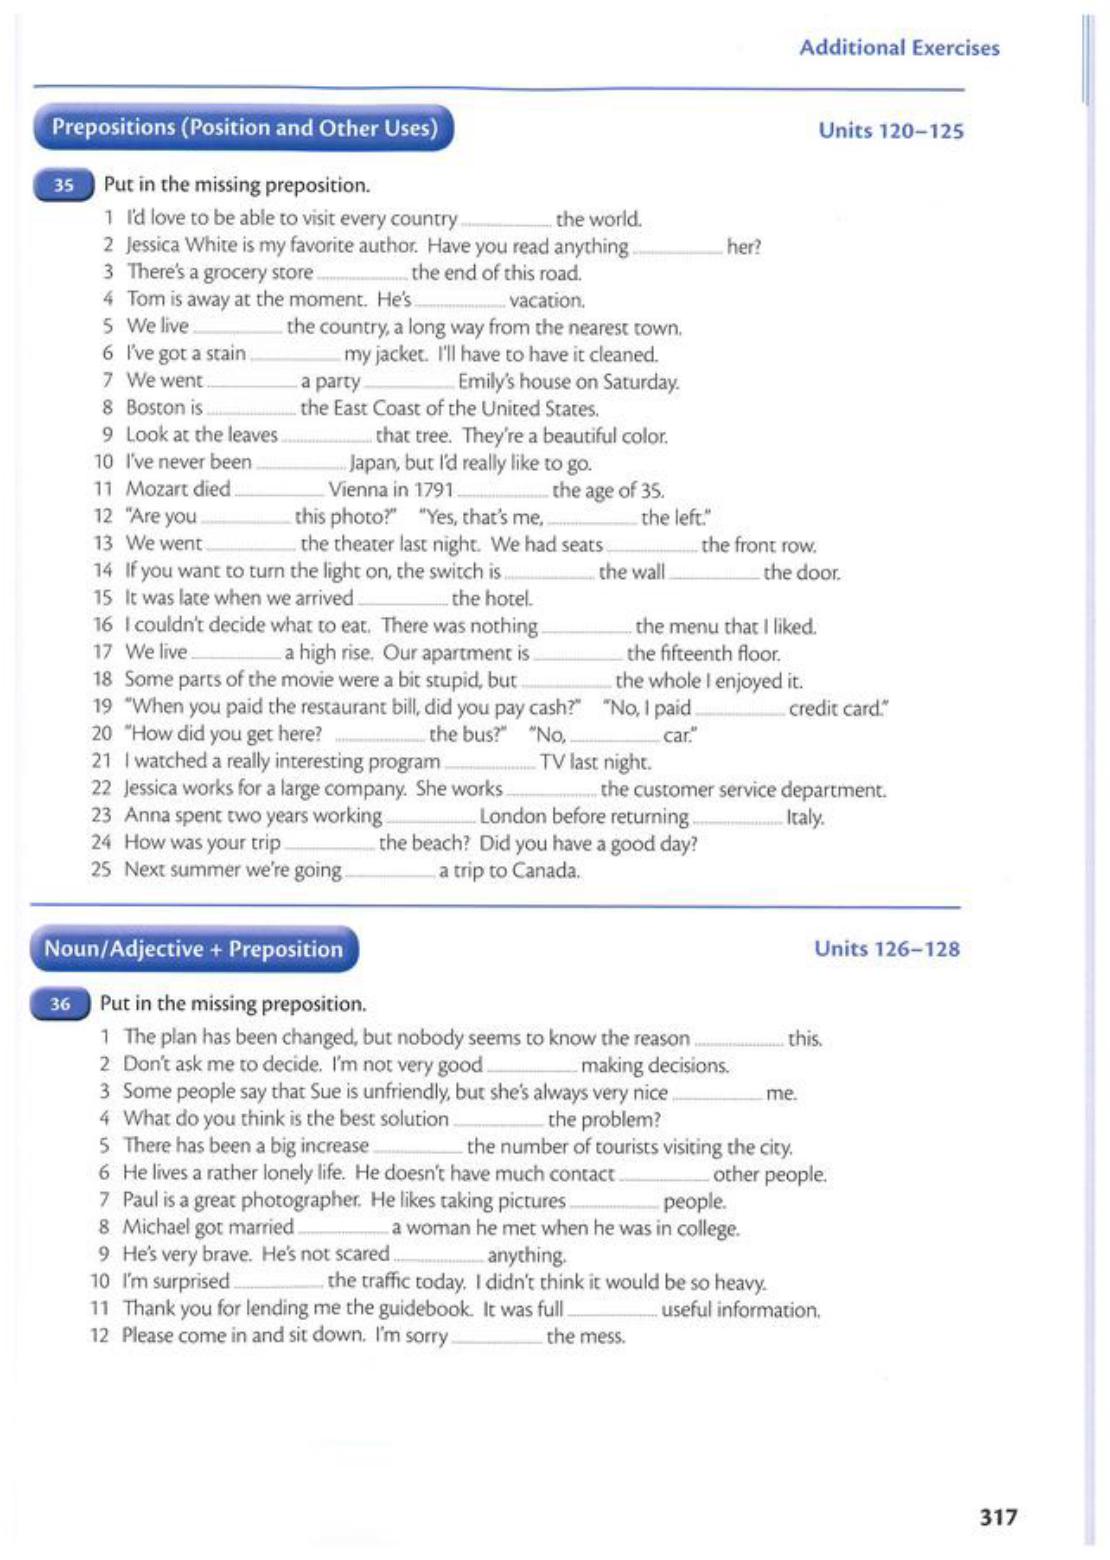 Additional Exercises
Prepositions (Position and Other Uses)
Units 120–125
35 Put in the missing preposition.
1 I'd love to be able to visit every country ............ the world.
2 Jessica White is my favorite author. Have you read anything ............ her?
3 There's a grocery store ............ the end of this road.
4 Tom is away at the moment. He's ............ vacation.
5 We live ............ the country, a long way from the nearest town.
6 I've got a stain ............ my jacket. I'll have to have it cleaned.
7 We went ............ a party ............ Emily's house on Saturday.
8 Boston is ............ the East Coast of the United States.
9 Look at the leaves ............ that tree. They're a beautiful color.
10 I've never been ............ Japan, but I'd really like to go.
11 Mozart died ............ Vienna in 1791 ............ the age of 35.
12 "Are you ............ this photo?" "Yes, that's me, ............ the left."
13 We went ............ the theater last night. We had seats ............ the front row.
14 If you want to turn the light on, the switch is ............ the wall ............ the door.
15 It was late when we arrived ............ the hotel.
16 I couldn't decide what to eat. There was nothing ............ the menu that I liked.
17 We live ............ a high rise. Our apartment is ............ the fifteenth floor.
18 Some parts of the movie were a bit stupid, but ............ the whole I enjoyed it.
19 "When you paid the restaurant bill, did you pay cash?" "No, I paid ............ credit card."
20 "How did you get here? ............ the bus?" "No, ............ car."
21 I watched a really interesting program ............ TV last night.
22 Jessica works for a large company. She works ............ the customer service department.
23 Anna spent two years working ............ London before returning ............ Italy.
24 How was your trip ............ the beach? Did you have a good day?
25 Next summer we're going ............ a trip to Canada.
Noun/Adjective + Preposition
Units 126–128
36 Put in the missing preposition.
1 The plan has been changed, but nobody seems to know the reason ............ this.
2 Don't ask me to decide. I'm not very good ............ making decisions.
3 Some people say that Sue is unfriendly, but she's always very nice ............ me.
4 What do you think is the best solution ............ the problem?
5 There has been a big increase ............ the number of tourists visiting the city.
6 He lives a rather lonely life. He doesn't have much contact ............ other people.
7 Paul is a great photographer. He likes taking pictures ............ people.
8 Michael got married ............ a woman he met when he was in college.
9 He's very brave. He's not scared ............ anything.
10 I'm surprised ............ the traffic today. I didn't think it would be so heavy.
11 Thank you for lending me the guidebook. It was full ............ useful information.
12 Please come in and sit down. I'm sorry ............ the mess.
317